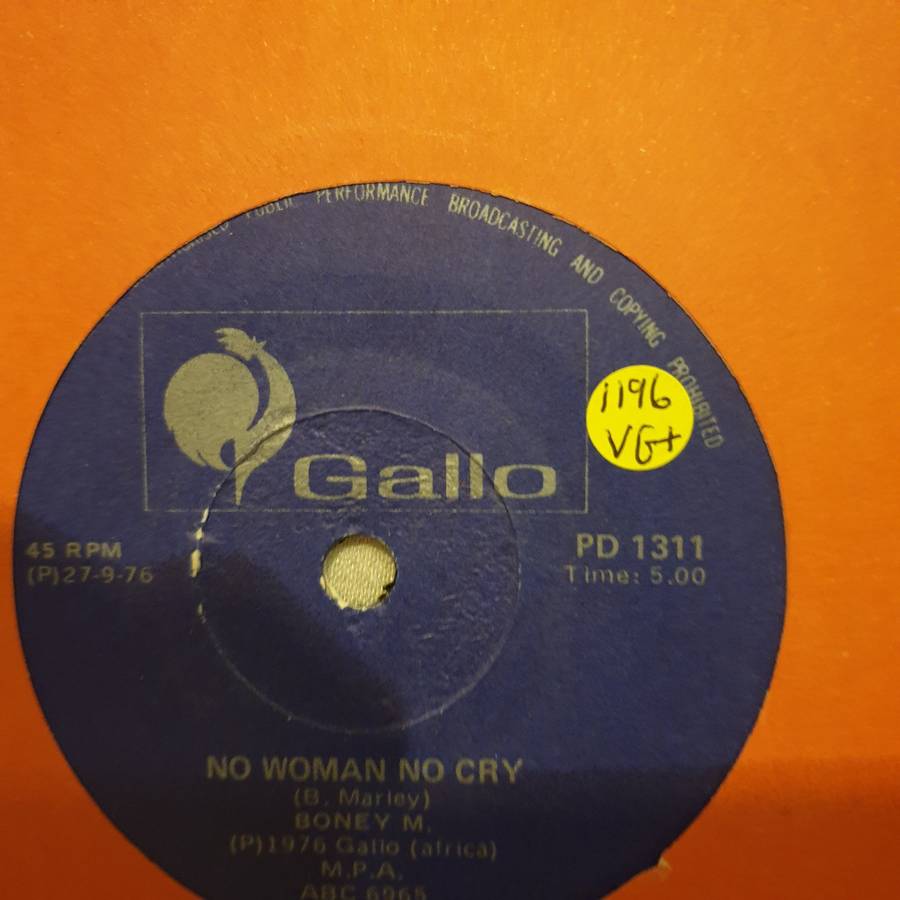 PUBLIC PERFORMANCE BROADCASTING AND COPYING PROHIBITED
Gallo
1196
VG+
45 RPM
(P)27-9-76
PD 1311
Time: 5.00
NO WOMAN NO CRY
(B. Marley)
BONEY M.
(P)1976 Gallo (africa)
M.P.A.
ABC 6965